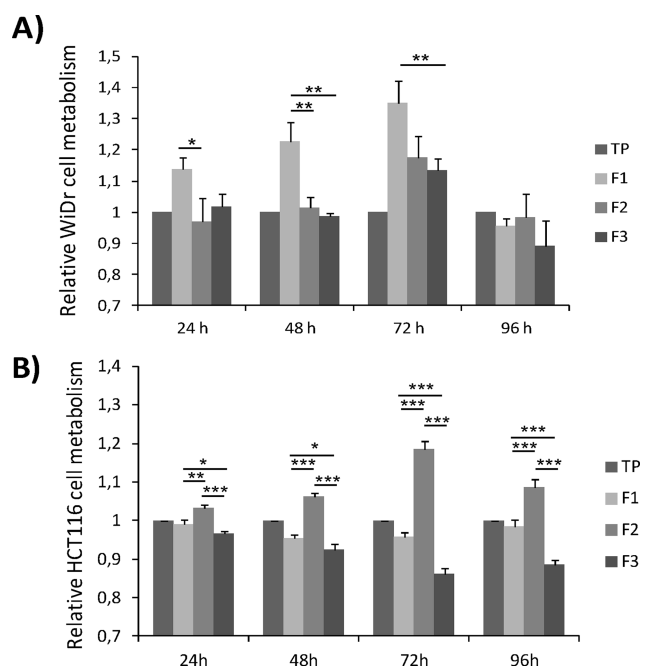 A)
Relative WiDr cell metabolism
1,5
1,4
1,3
1,2
1,1
1
0,9
0,8
0,7
*
**
**
**
24 h 48 h 72 h 96 h
TP
F1
F2
F3
B)
Relative HCT116 cell metabolism
1,4
1,3
1,2
1,1
1
0,9
0,8
0,7
*
**
***
*
***
***
***
***
***
***
***
***
24h 48h 72h 96h
TP
F1
F2
F3